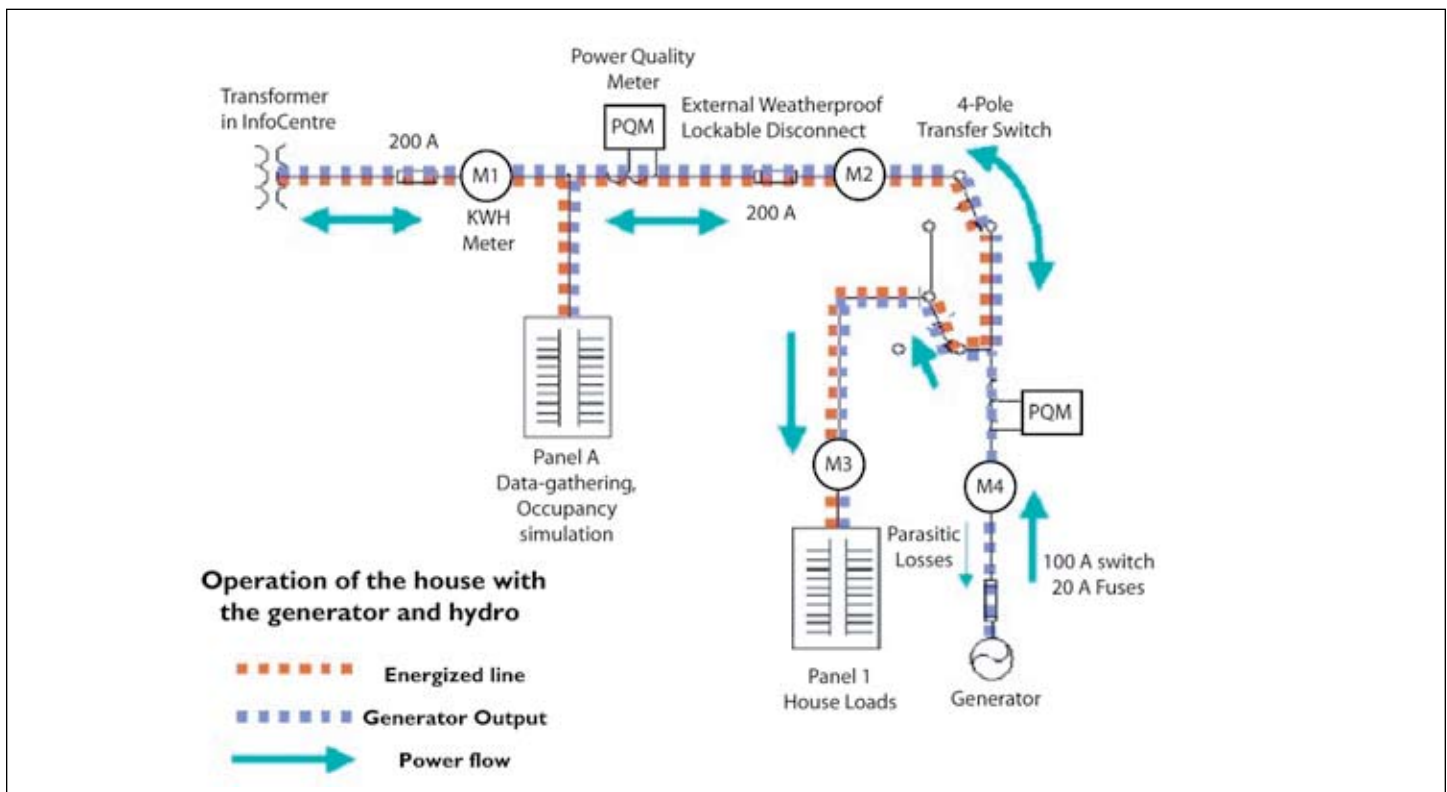 Power Quality
Meter
Transformer
in InfoCentre
200 A
PQM
External Weatherproof
Lockable Disconnect
4-Pole
Transfer Switch
M1
M2
KWH
Meter
200 A
Panel A
Data-gathering,
Occupancy
simulation
PQM
M3
M4
Parasitic
Losses
100 A switch
20 A Fuses
Panel 1
House Loads
Generator
Operation of the house with
the generator and hydro
Energized line
Generator Output
Power flow